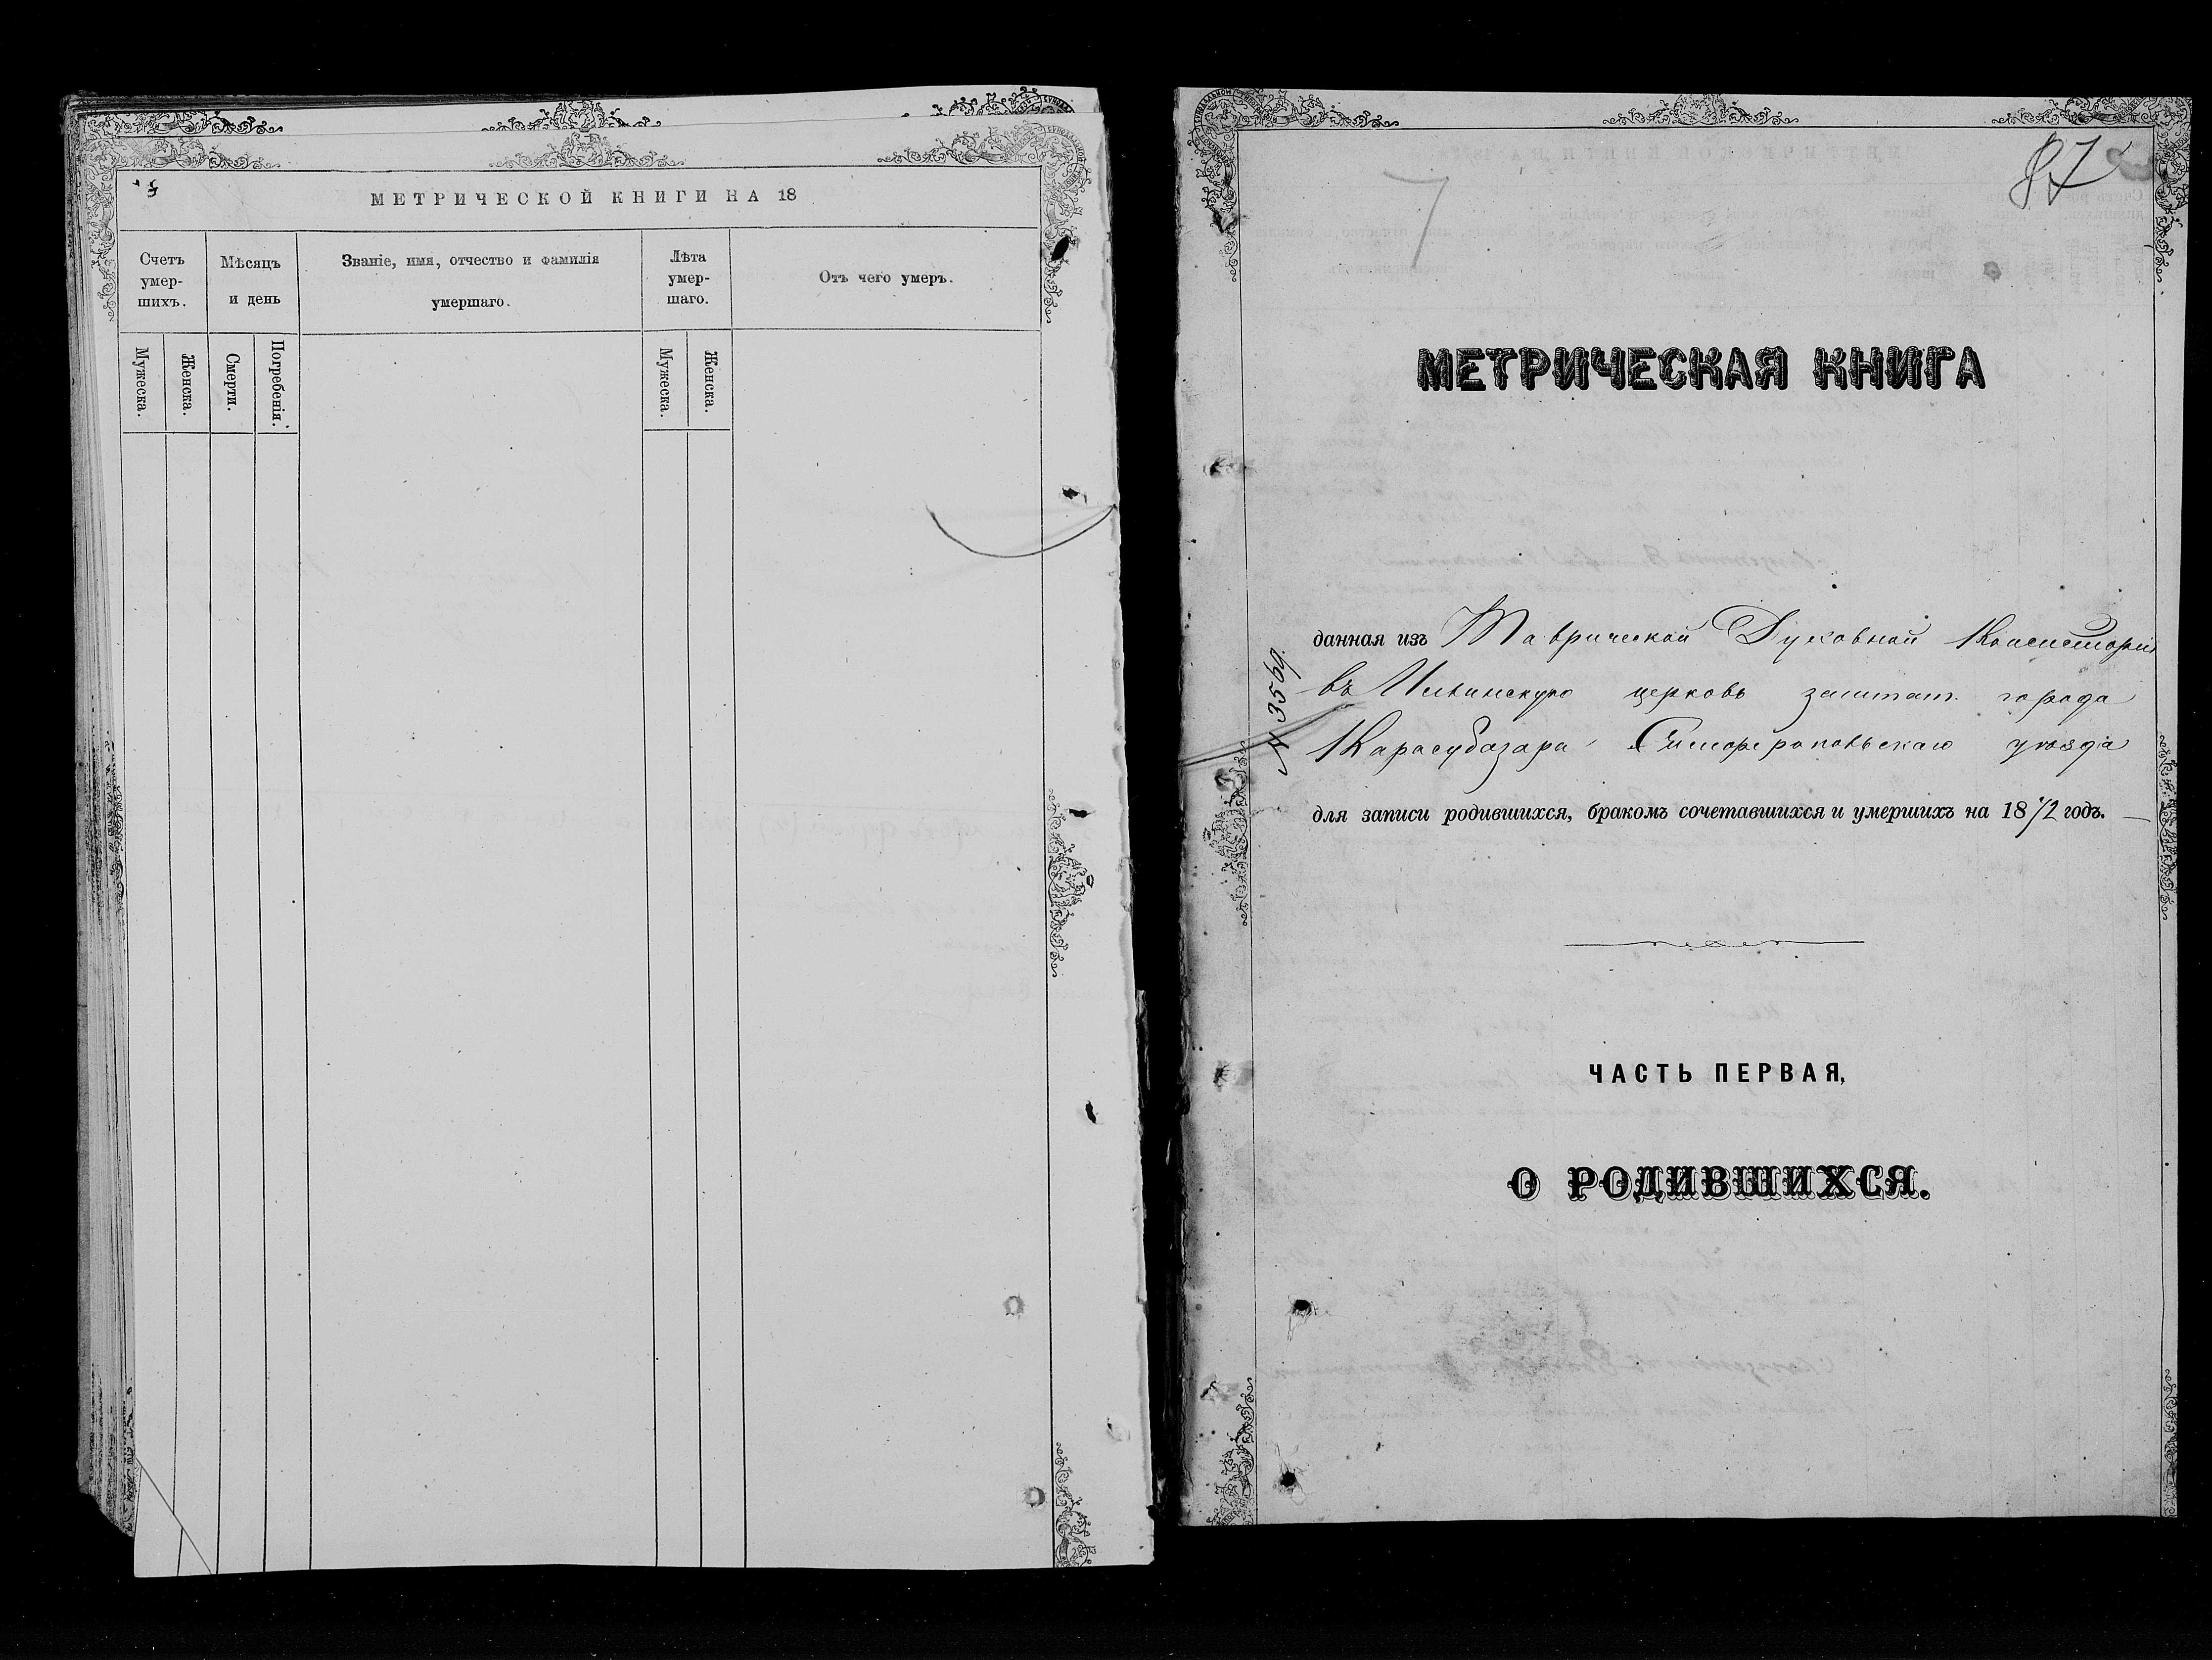 МЕТРИЧЕСКОЙ КНИГИ НА 18
Счетъ умер-шихъ.
Мѣсяцъ и день
Званіе, имя, отчество и фамилія умершаго.
Лѣта умер-шаго.
Отъ чего умеръ.
Мужеска.
Женска.
Смерти.
Погребенія.
Мужеска.
Женска.
87
7
МЕТРИЧЕСКАЯ КНИГА
№ 3569.
данная изъ Таврической Духовной Консисторіи
въ Ильинскую церковь заштат. города
Карасубазара Симферопольскаго уѣзда
для записи родившихся, бракомъ сочетавшихся и умершихъ на 1872 годъ.
ЧАСТЬ ПЕРВАЯ,
О РОДИВШИХСЯ.